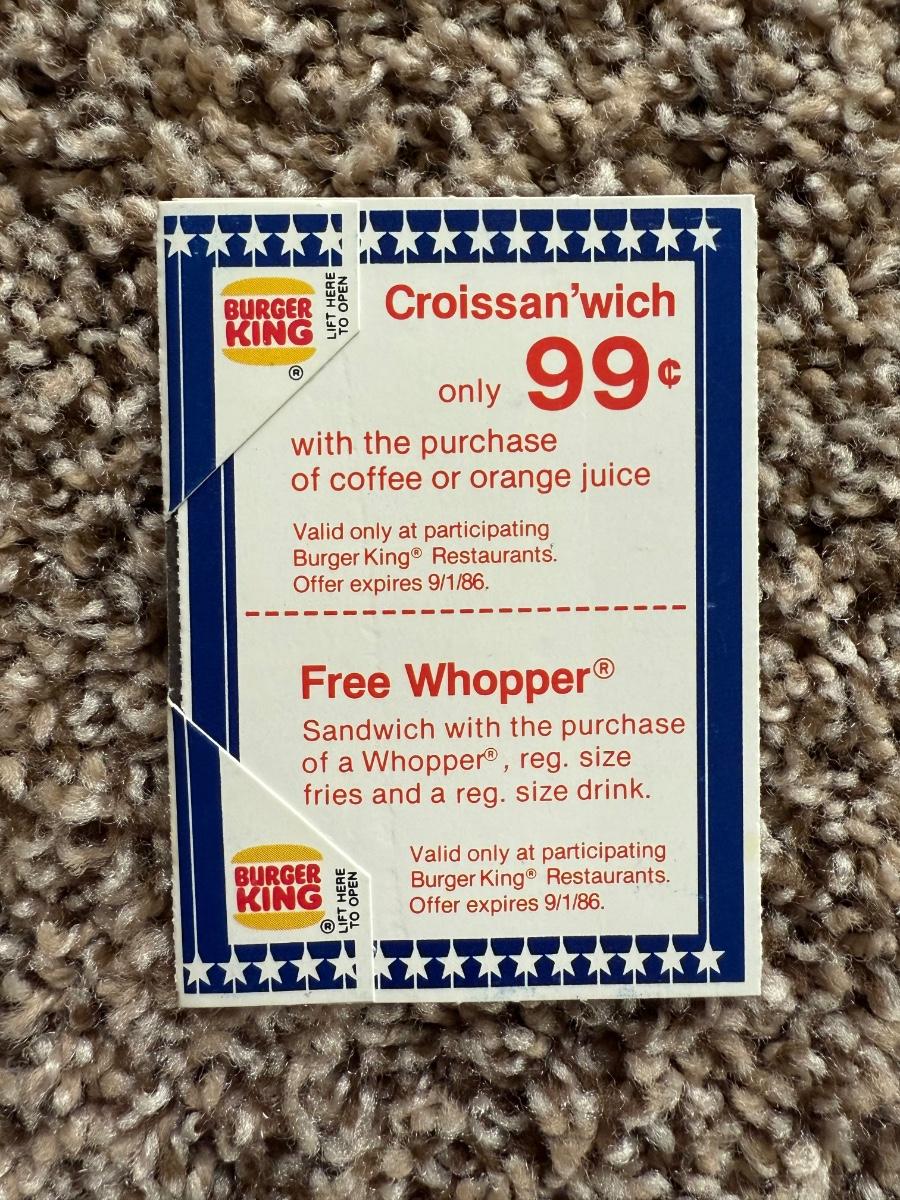 BURGER
KING
®
LIFT HERE
TO OPEN
Croissan'wich
only 99¢
with the purchase
of coffee or orange juice
Valid only at participating
Burger King® Restaurants.
Offer expires 9/1/86.
Free Whopper®
Sandwich with the purchase
of a Whopper®, reg. size
fries and a reg. size drink.
BURGER
KING
®
LIFT HERE
TO OPEN
Valid only at participating
Burger King® Restaurants.
Offer expires 9/1/86.